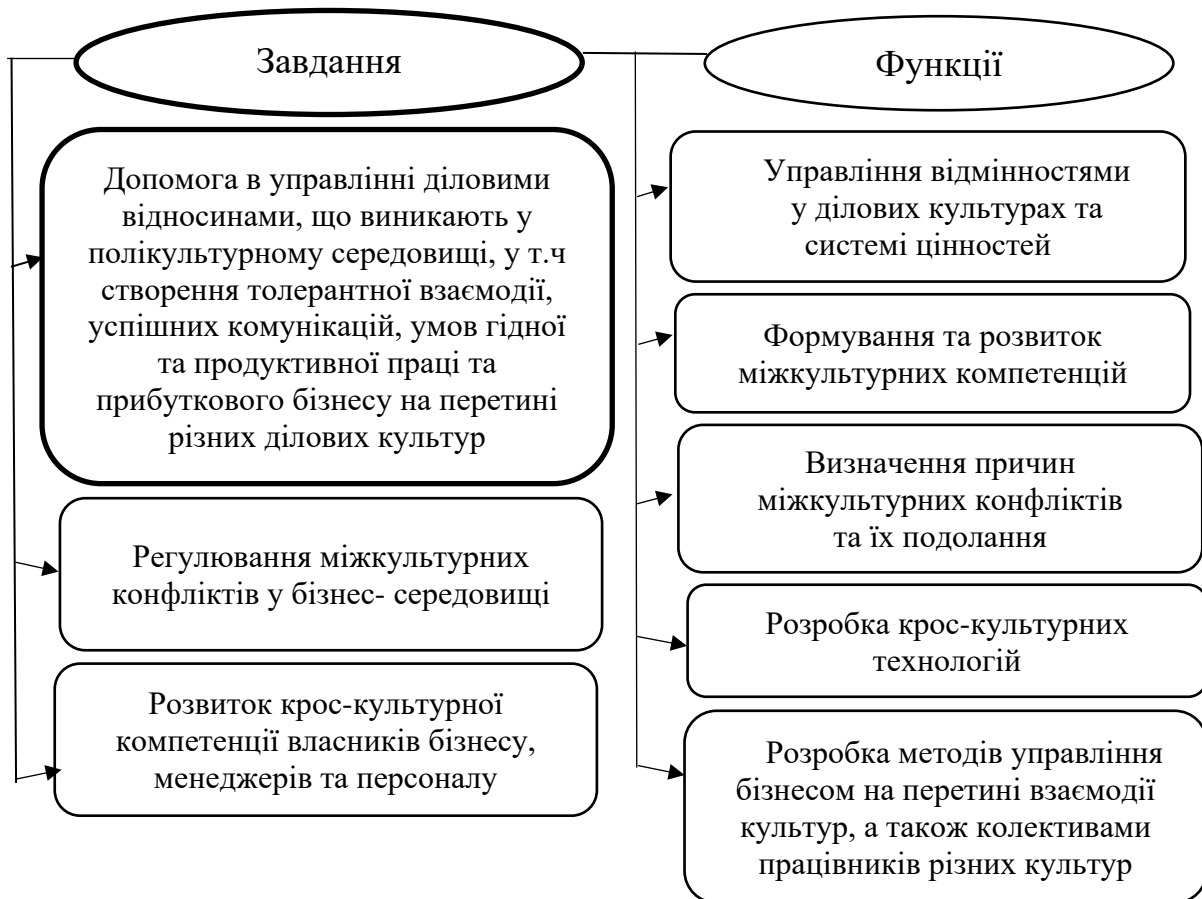 Завдання
Допомога в управлінні діловими
відносинами, що виникають у
полікультурному середовищі, у т.ч
створення толерантної взаємодії,
успішних комунікацій, умов гідної
та продуктивної праці та
прибуткового бізнесу на перетині
різних ділових культур
Регулювання міжкультурних
конфліктів у бізнес- середовищі
Розвиток крос-культурної
компетенції власників бізнесу,
менеджерів та персоналу
Функції
Управління відмінностями
у ділових культурах та
системі цінностей
Формування та розвиток
міжкультурних компетенцій
Визначення причин
міжкультурних конфліктів
та їх подолання
Розробка крос-культурних
технологій
Розробка методів управління
бізнесом на перетині взаємодії
культур, а також колективами
працівників різних культур